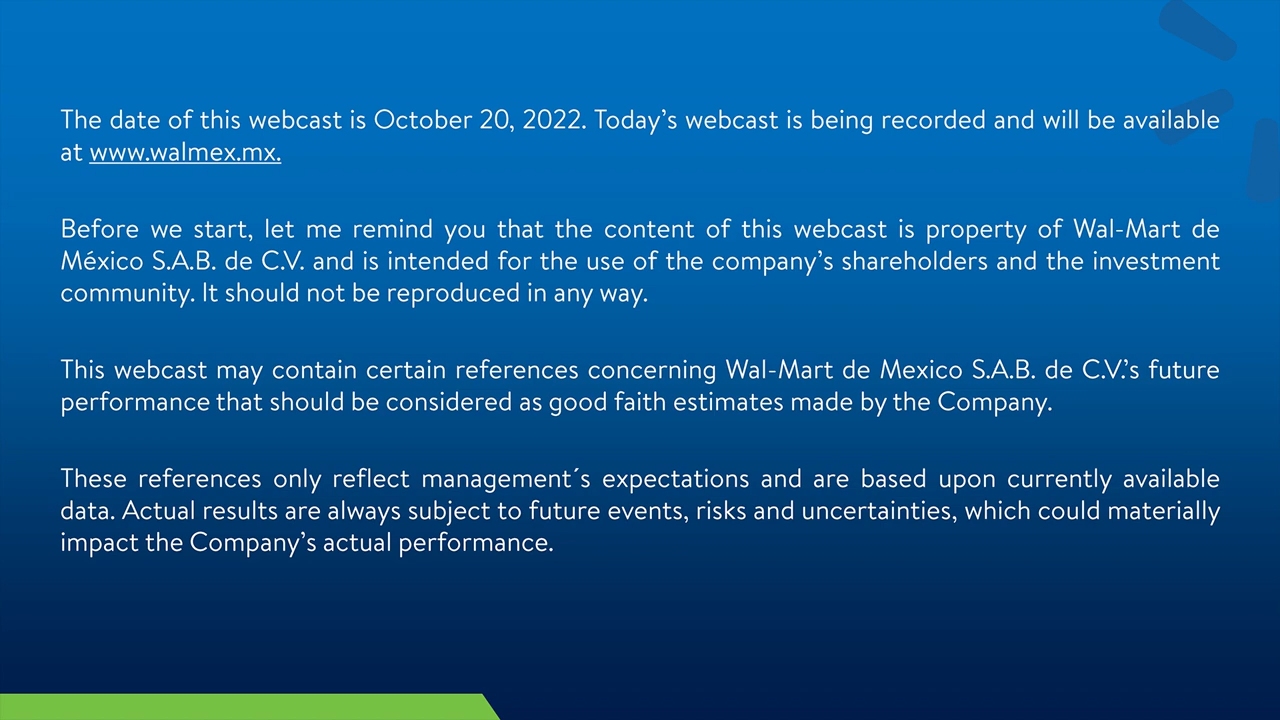 The date of this webcast is October 20, 2022. Today’s webcast is being recorded and will be available
at www.walmex.mx.
Before we start, let me remind you that the content of this webcast is property of Wal-Mart de
México S.A.B. de C.V. and is intended for the use of the company’s shareholders and the investment
community. It should not be reproduced in any way.
This webcast may contain certain references concerning Wal-Mart de Mexico S.A.B. de C.V.’s future
performance that should be considered as good faith estimates made by the Company.
These references only reflect management´s expectations and are based upon currently available
data. Actual results are always subject to future events, risks and uncertainties, which could materially
impact the Company’s actual performance.